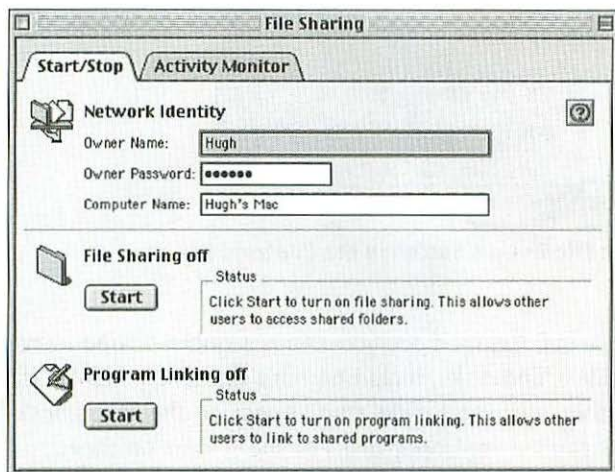 File Sharing
Start/Stop
Activity Monitor
Network Identity
Owner Name: Hugh
Owner Password: ••••••
Computer Name: Hugh's Mac
File Sharing off
Start
Status
Click Start to turn on file sharing. This allows other
users to access shared folders.
Program Linking off
Start
Status
Click Start to turn on program linking. This allows other
users to link to shared programs.